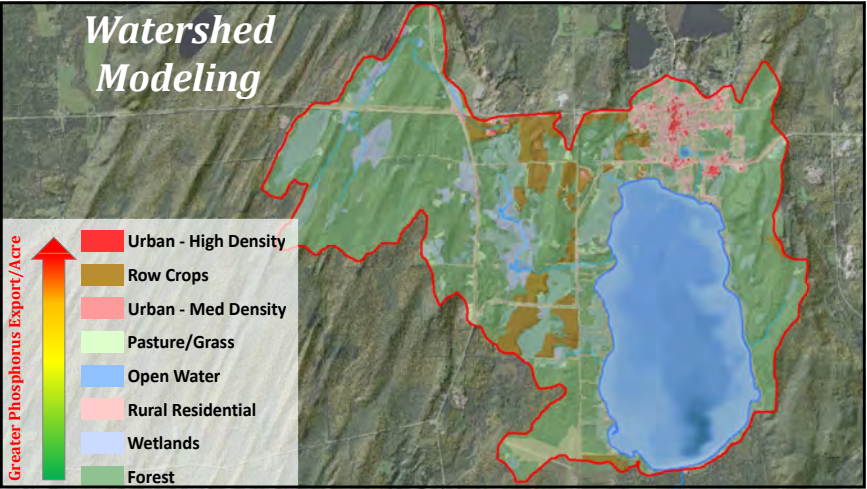 Watershed
Modeling
Greater Phosphorus Export/Acre
Urban - High Density
Row Crops
Urban - Med Density
Pasture/Grass
Open Water
Rural Residential
Wetlands
Forest